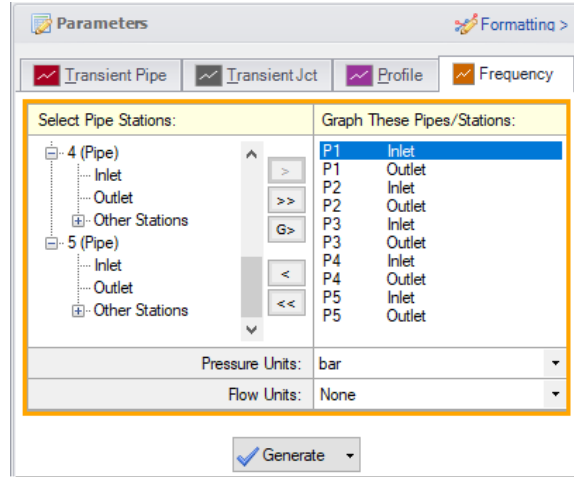 Parameters
Formatting >
Transient Pipe
Transient Jct
Profile
Frequency
Select Pipe Stations:
Graph These Pipes/Stations:
4 (Pipe)
Inlet
Outlet
Other Stations
5 (Pipe)
Inlet
Outlet
Other Stations
>
>>
G>
<
<<
P1 Inlet
P1 Outlet
P2 Inlet
P2 Outlet
P3 Inlet
P3 Outlet
P4 Inlet
P4 Outlet
P5 Inlet
P5 Outlet
Pressure Units: bar
Flow Units: None
Generate